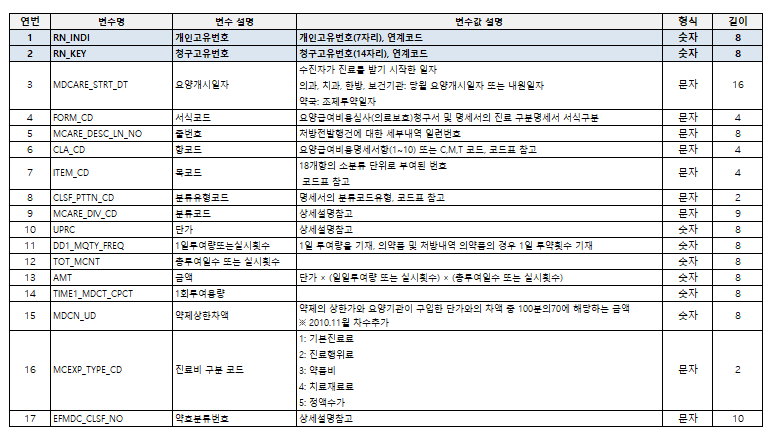 연번 변수명 변수 설명 변수값 설명 형식 길이
1 RN_INDI 개인고유번호 개인고유번호(7자리), 연계코드 숫자 8
2 RN_KEY 청구고유번호 청구고유번호(14자리), 연계코드 숫자 8
3 MDCARE_STRT_DT 요양개시일자 수진자가 진료를 받기 시작한 일자
의과, 치과, 한방, 보건기관: 당월 요양개시일자 또는 내원일자
약국: 조제투약일자 문자 16
4 FORM_CD 서식코드 요양급여비용심사(의료보호)청구서 및 명세서의 진료 구분명세서 서식구분 문자 4
5 MCARE_DESC_LN_NO 줄번호 처방전발행건에 대한 세부내역 일련번호 문자 8
6 CLA_CD 항코드 요양급여비용명세서항(1~10) 또는 C,M,T 코드, 코드표 참고 문자 4
7 ITEM_CD 목코드 18개항의 소분류 단위로 부여된 번호
코드표 참고 문자 4
8 CLSF_PTTN_CD 분류유형코드 명세서의 분류코드유형, 코드표 참고 문자 2
9 MCARE_DIV_CD 분류코드 상세설명참고 문자 9
10 UPRC 단가 상세설명참고 숫자 8
11 DD1_MQTY_FREQ 1일투여량또는실시횟수 1일 투여량을 기재, 의약품 및 처방내역 의약품의 경우 1일 투약횟수 기재 숫자 8
12 TOT_MCNT 총투여일수 또는 실시횟수 숫자 8
13 AMT 금액 단가 × (일일투여량 또는 실시횟수) × (총투여일수 또는 실시횟수) 숫자 8
14 TIME1_MDCT_CPCT 1회투여용량 숫자 8
15 MDCN_UD 약제상한차액 약제의 상한가와 요양기관이 구입한 단가와의 차액 중 100분의70에 해당하는 금액
※ 2010.11월 차수추가 숫자 8
16 MCEXP_TYPE_CD 진료비 구분 코드 1: 기본진료료
2: 진료행위료
3: 약품비
4: 치료재료료
5: 정액수가 문자 2
17 EFMDC_CLSF_NO 약효분류번호 상세설명참고 문자 10